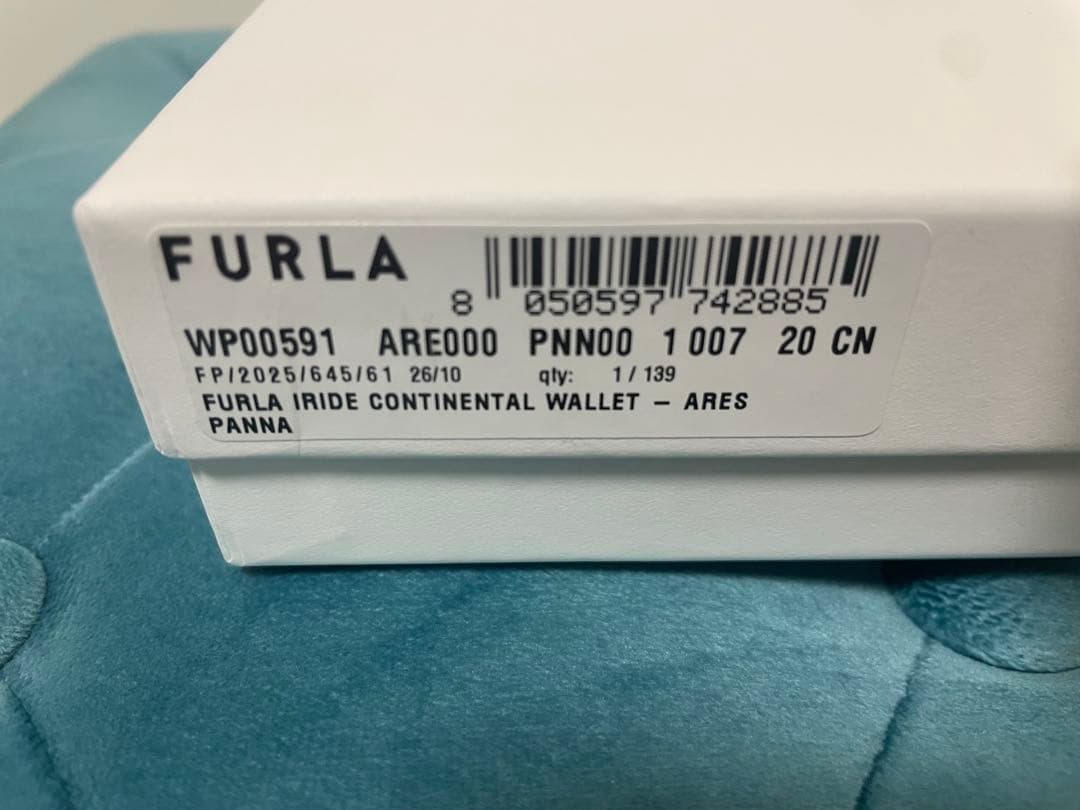 FURLA
8 050597 742885
WP00591 ARE000 PNN00 1 007 20 CN
FP/2025/645/61 26/10 qty: 1 / 139
FURLA IRIDE CONTINENTAL WALLET – ARES
PANNA